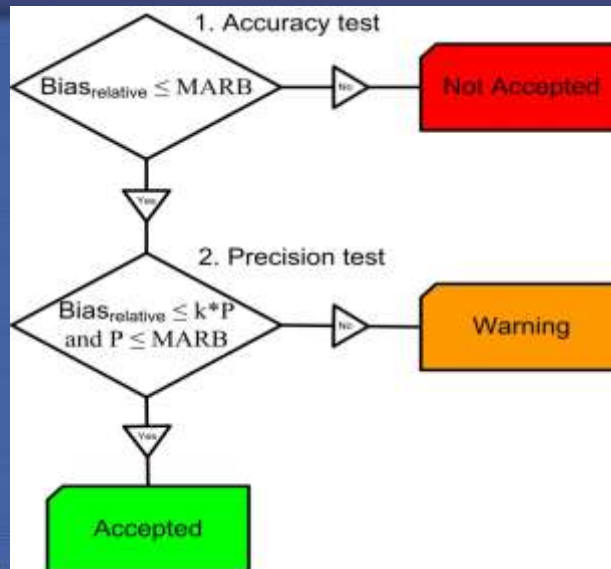 1. Accuracy test
Bias_relative ≤ MARB
No
Not Accepted
Yes
2. Precision test
Bias_relative ≤ k*P
and P ≤ MARB
No
Warning
Yes
Accepted